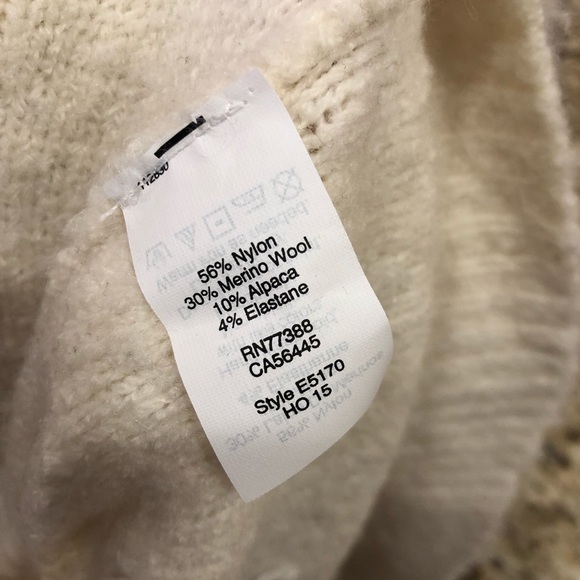 56% Nylon
30% Merino Wool
10% Alpaca
4% Elastane
RN77388
CA56445
Style E5170
HO 15